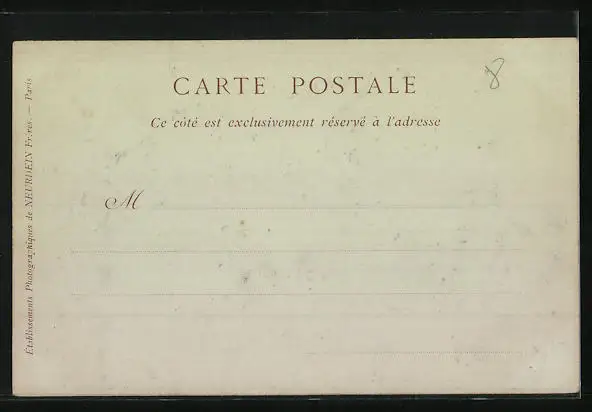 CARTE POSTALE
8
Ce côté est exclusivement réservé à l'adresse
M
Établissements Photographiques de NEURDEIN Frères. — Paris